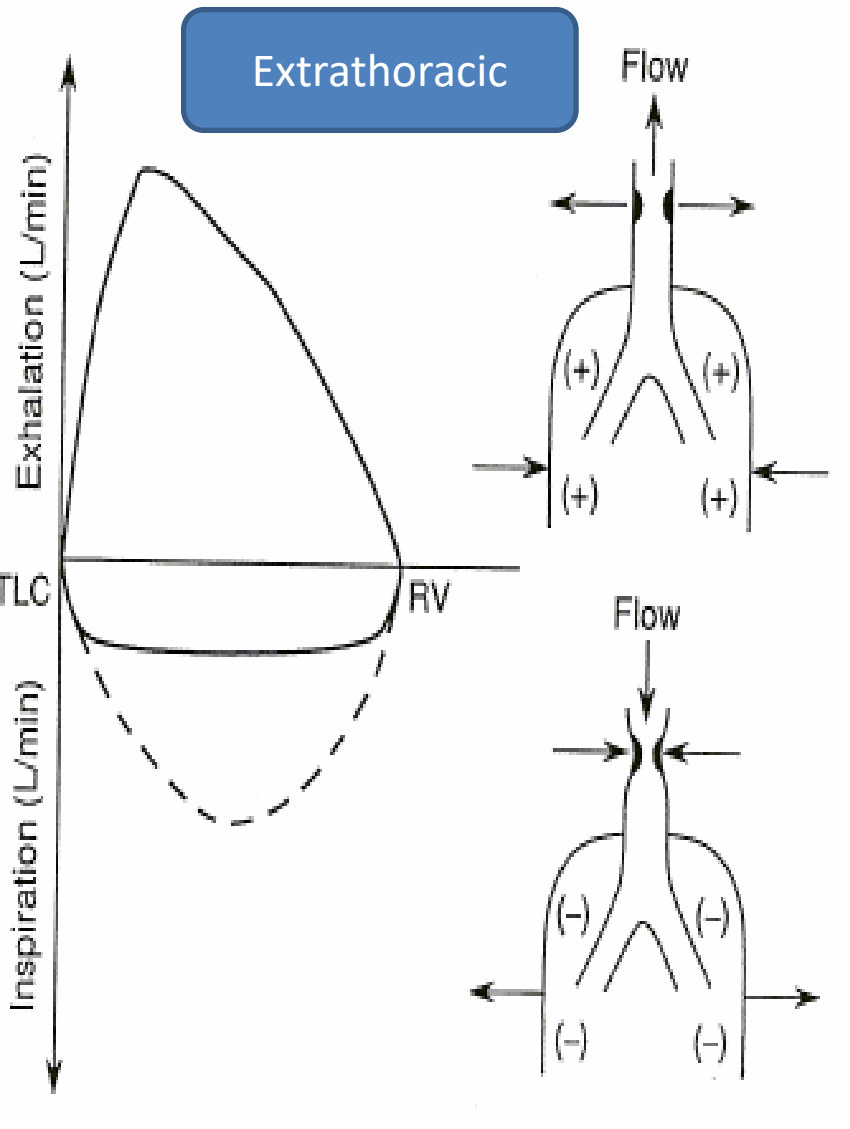 Extrathoracic
Exhalation (L/min)
TLC
RV
Inspiration (L/min)
Flow
(+)
(+)
(+)
(+)
Flow
(−)
(−)
(−)
(−)